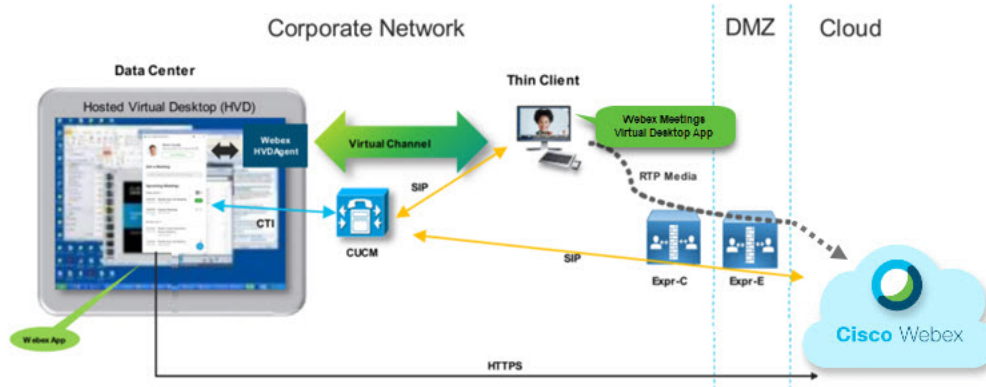 Corporate Network
DMZ
Cloud
Data Center
Thin Client
Hosted Virtual Desktop (HVD)
Webex
HVDAgent
Virtual Channel
Webex Meetings
Virtual Desktop App
SIP
RTP Media
CTI
CUCM
SIP
Expr-C
Expr-E
Webex App
Cisco Webex
HTTPS